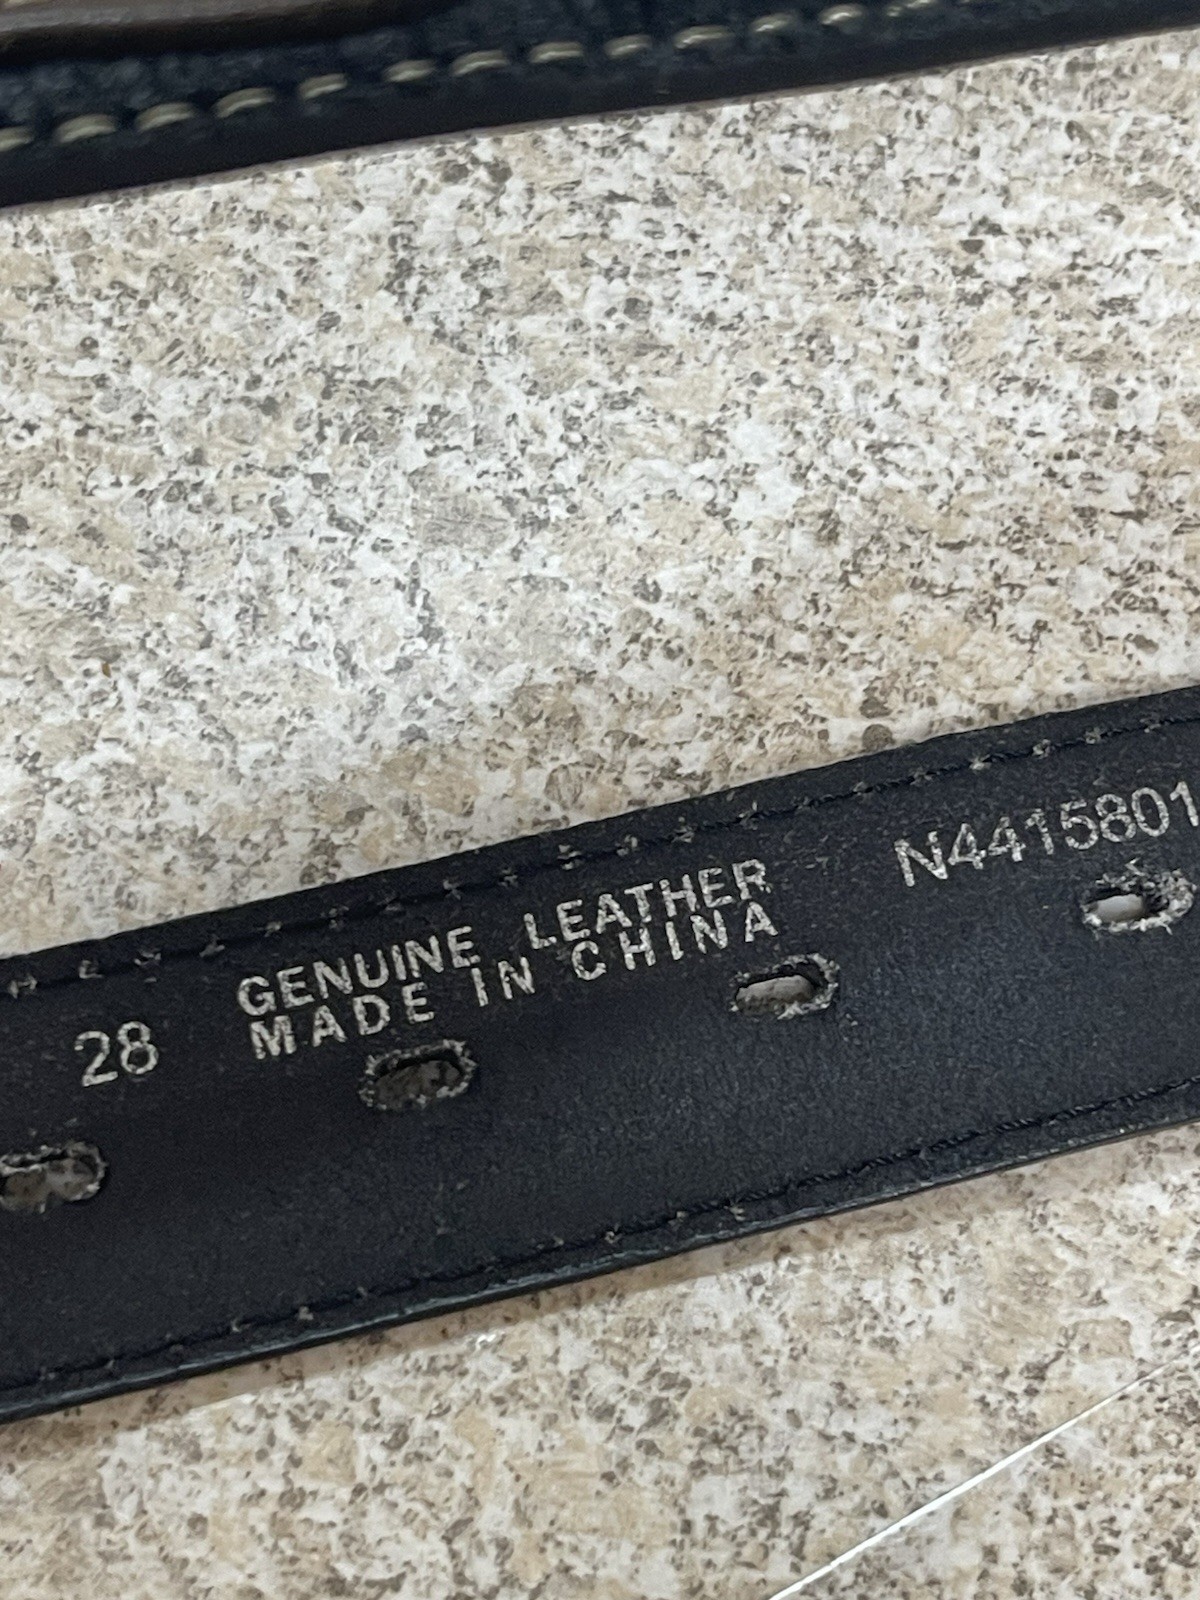 28
GENUINE LEATHER
MADE IN CHINA
N4415801